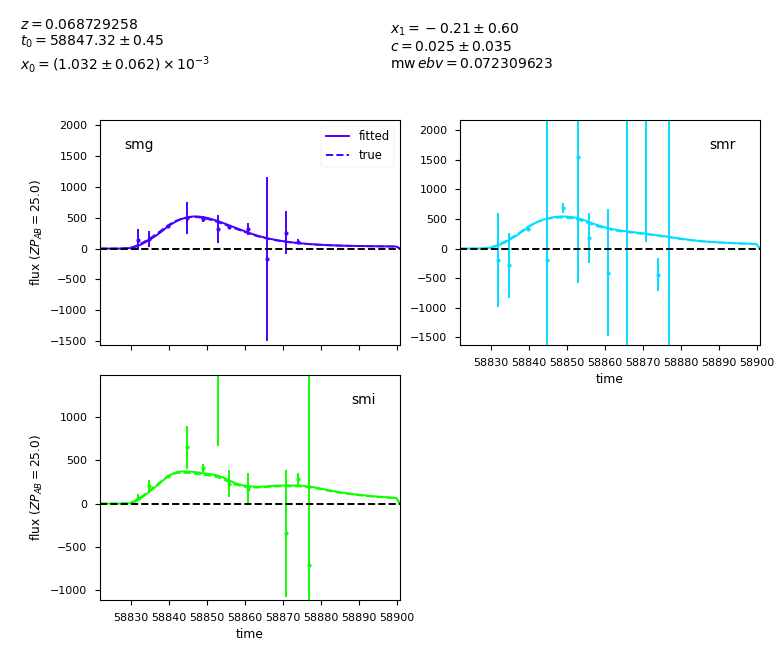 z = 0.068729258
t₀ = 58847.32 ± 0.45
x₀ = (1.032 ± 0.062) × 10⁻³
x₁ = −0.21 ± 0.60
c = 0.025 ± 0.035
mw ebv = 0.072309623
smg
fitted
true
2000
1500
1000
500
0
−500
−1000
−1500
flux (ZP_AB = 25.0)
smr
2000
1500
1000
500
0
−500
−1000
−1500
58830 58840 58850 58860 58870 58880 58890 58900
time
smi
1000
500
0
−500
−1000
flux (ZP_AB = 25.0)
58830 58840 58850 58860 58870 58880 58890 58900
time